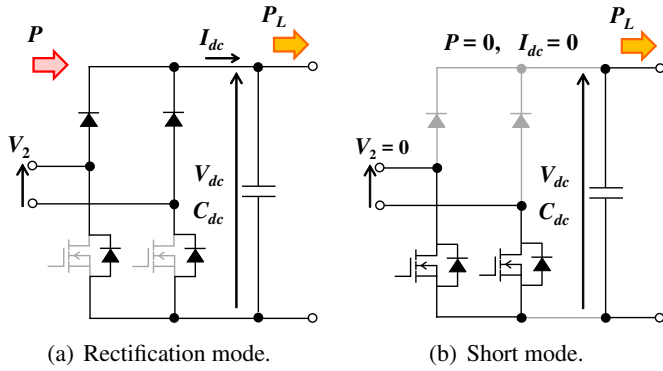 P
I_dc
P_L
V_2
V_dc
C_dc
(a) Rectification mode.
P_L
P = 0, I_dc = 0
V_2 = 0
V_dc
C_dc
(b) Short mode.